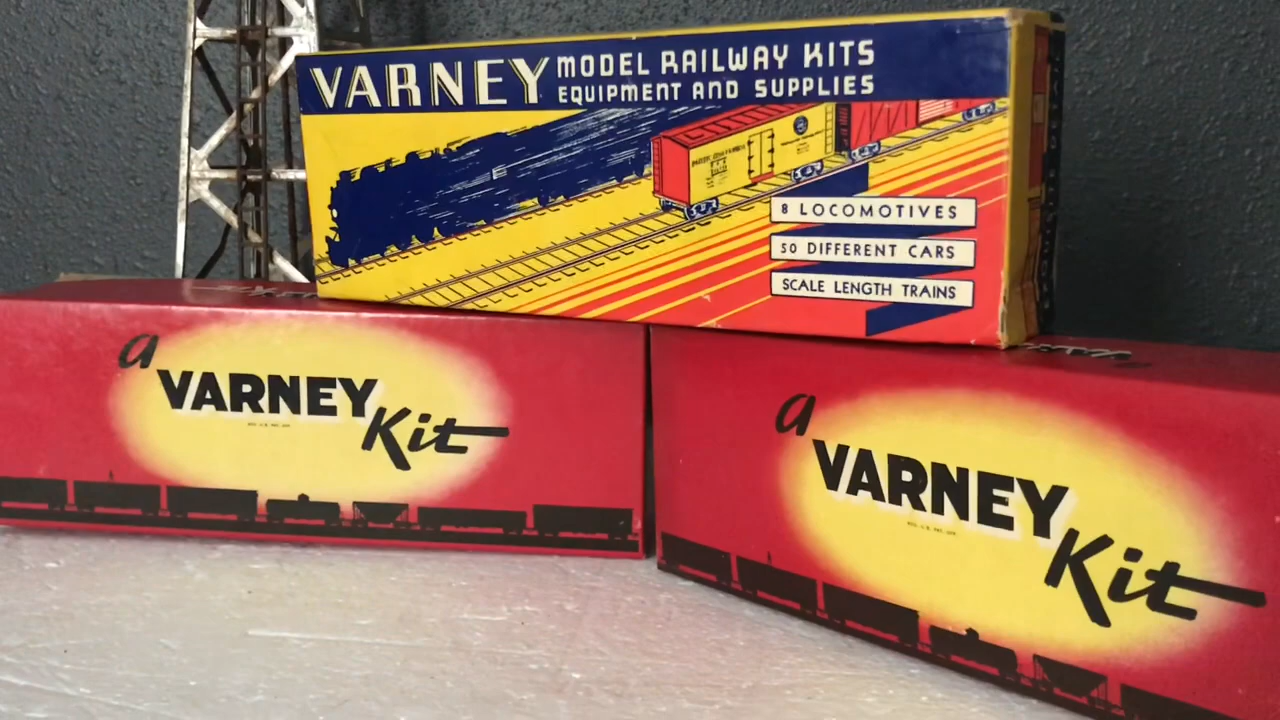 VARNEY MODEL RAILWAY KITS
EQUIPMENT AND SUPPLIES
8 LOCOMOTIVES
50 DIFFERENT CARS
SCALE LENGTH TRAINS
a
VARNEY
Kit
a
VARNEY
Kit